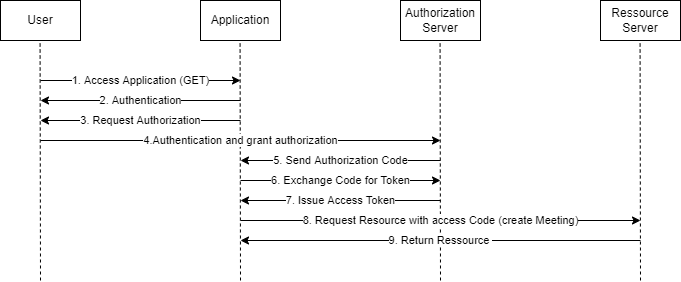 User
Application
Authorization
Server
Ressource
Server
1. Access Application (GET)
2. Authentication
3. Request Authorization
4.Authentication and grant authorization
5. Send Authorization Code
6. Exchange Code for Token
7. Issue Access Token
8. Request Resource with access Code (create Meeting)
9. Return Ressource